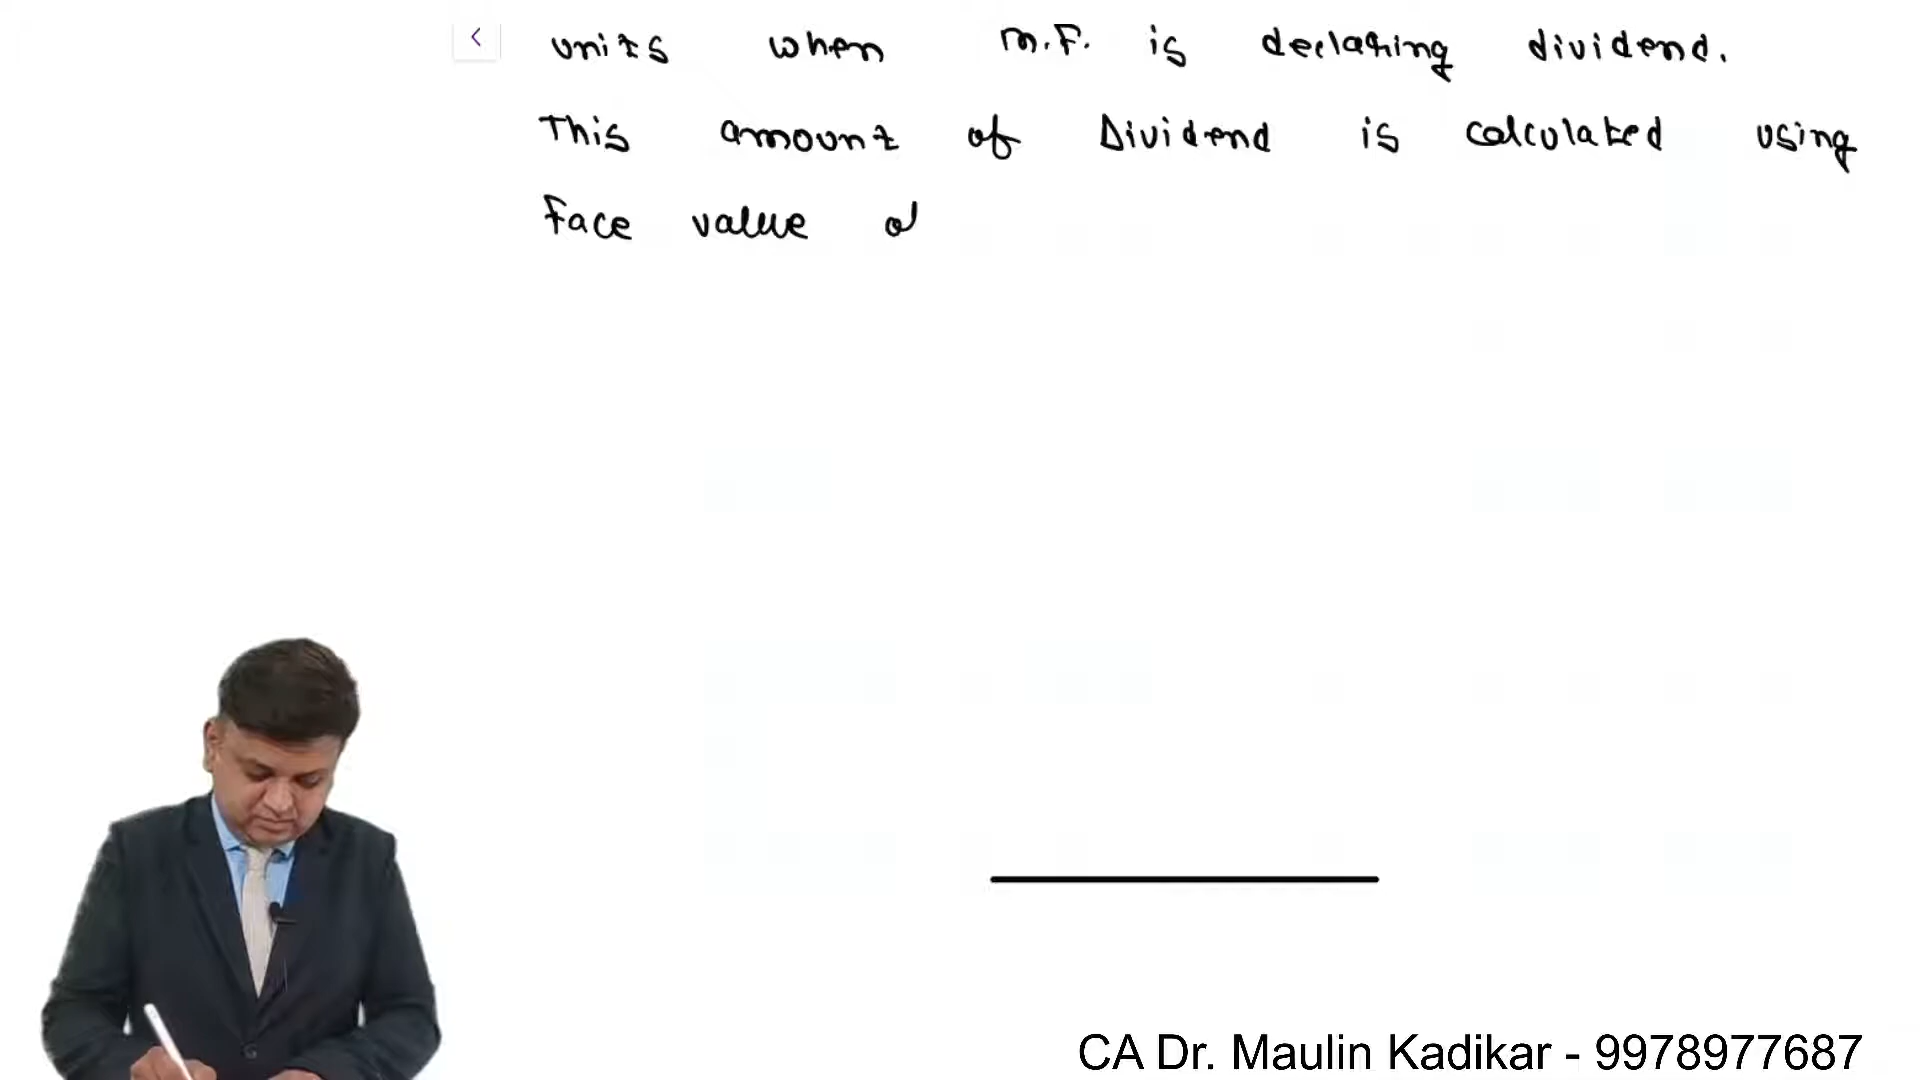 units when M.F. is declaring dividend.
This amount of Dividend is calculated using
Face value of
CA Dr. Maulin Kadikar - 9978977687